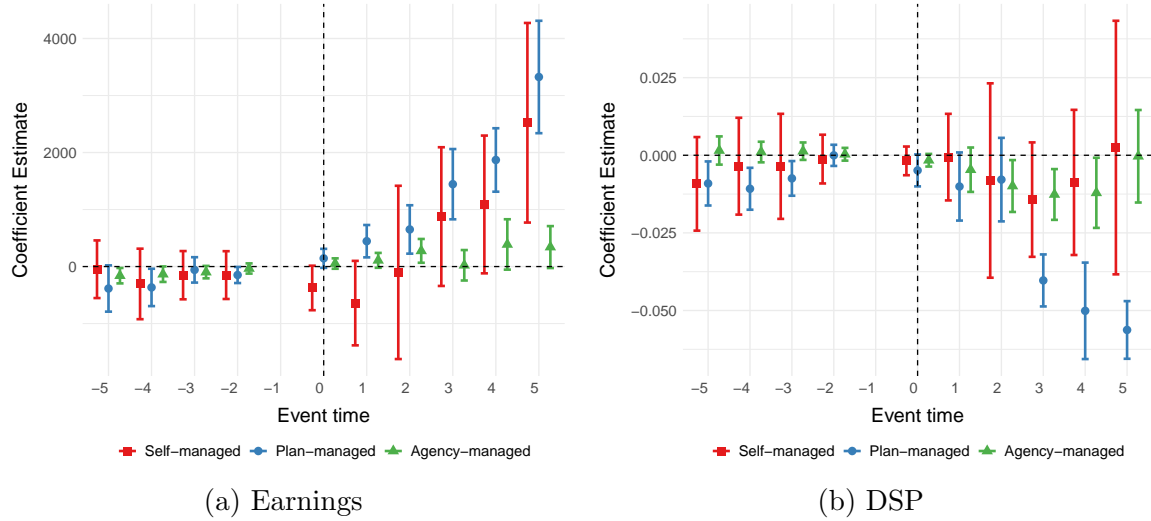 4000
2000
0
Coefficient Estimate
−5 −4 −3 −2 −1 0 1 2 3 4 5
Event time
Self−managed Plan−managed Agency−managed
(a) Earnings
0.025
0.000
−0.025
−0.050
Coefficient Estimate
−5 −4 −3 −2 −1 0 1 2 3 4 5
Event time
Self−managed Plan−managed Agency−managed
(b) DSP